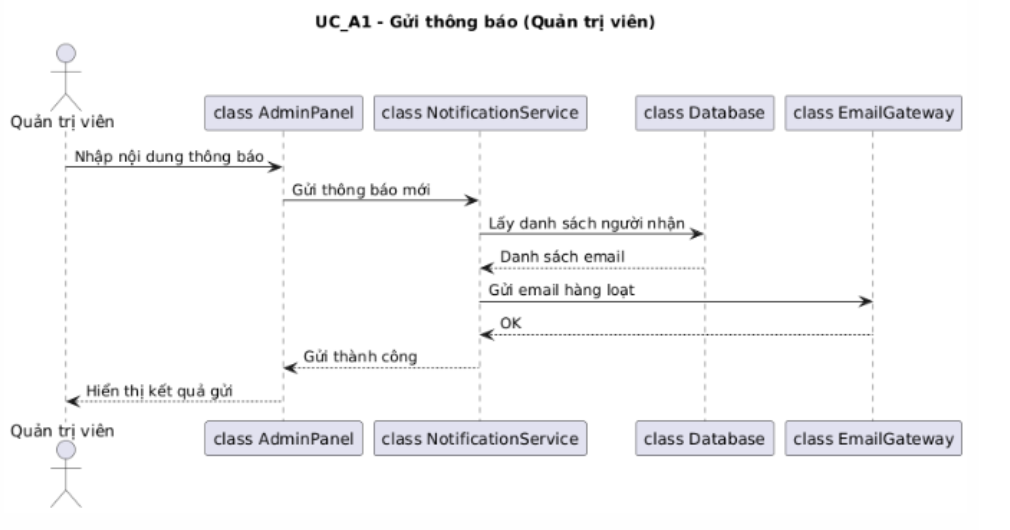 UC_A1 - Gửi thông báo (Quản trị viên)
Quản trị viên
class AdminPanel
class NotificationService
class Database
class EmailGateway
Nhập nội dung thông báo
Gửi thông báo mới
Lấy danh sách người nhận
Danh sách email
Gửi email hàng loạt
OK
Gửi thành công
Hiển thị kết quả gửi
Quản trị viên
class AdminPanel
class NotificationService
class Database
class EmailGateway